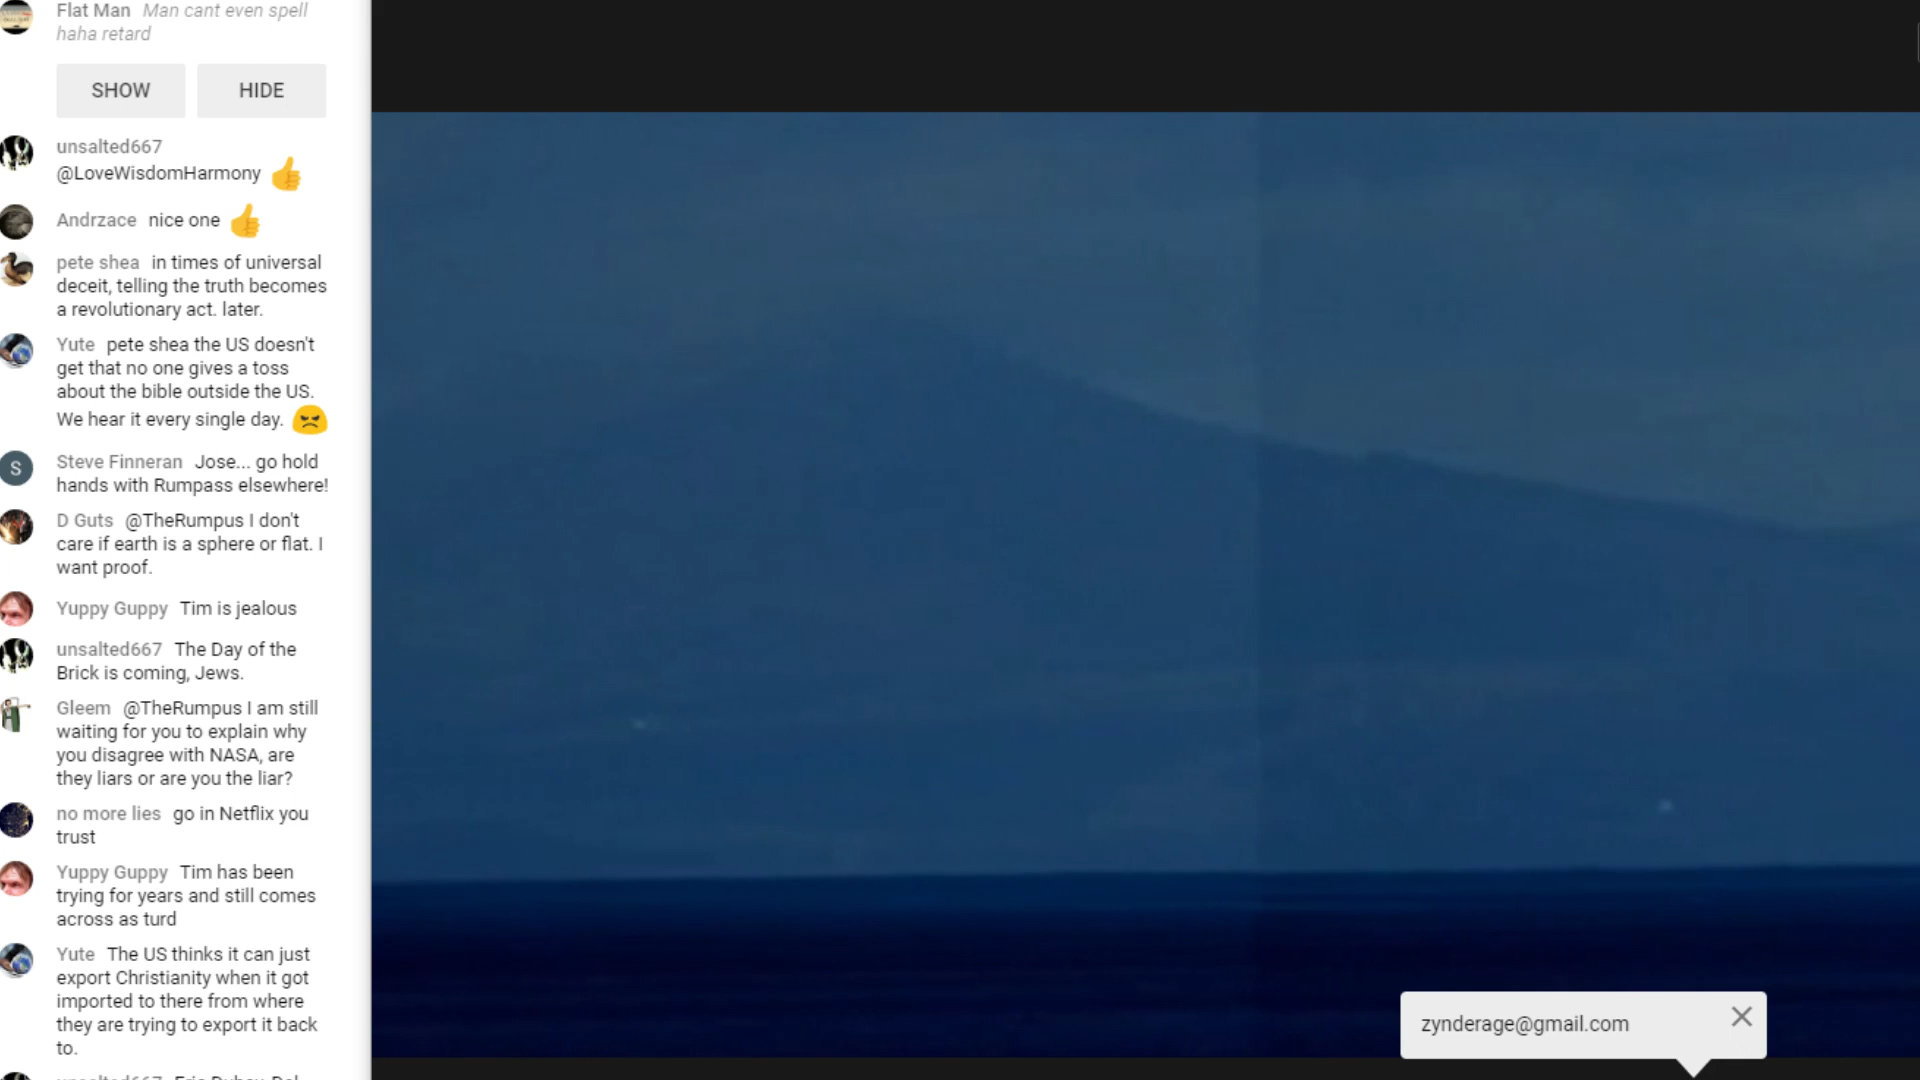 Flat Man Man cant even spell
haha retard
SHOW HIDE
unsalted667
@LoveWisdomHarmony
Andrzace nice one
pete shea in times of universal
deceit, telling the truth becomes
a revolutionary act. later.
Yute pete shea the US doesn't
get that no one gives a toss
about the bible outside the US.
We hear it every single day.
S
Steve Finneran Jose... go hold
hands with Rumpass elsewhere!
D Guts @TheRumpus I don't
care if earth is a sphere or flat. I
want proof.
Yuppy Guppy Tim is jealous
unsalted667 The Day of the
Brick is coming, Jews.
Gleem @TheRumpus I am still
waiting for you to explain why
you disagree with NASA, are
they liars or are you the liar?
no more lies go in Netflix you
trust
Yuppy Guppy Tim has been
trying for years and still comes
across as turd
Yute The US thinks it can just
export Christianity when it got
imported to there from where
they are trying to export it back
to.
zynderage@gmail.com